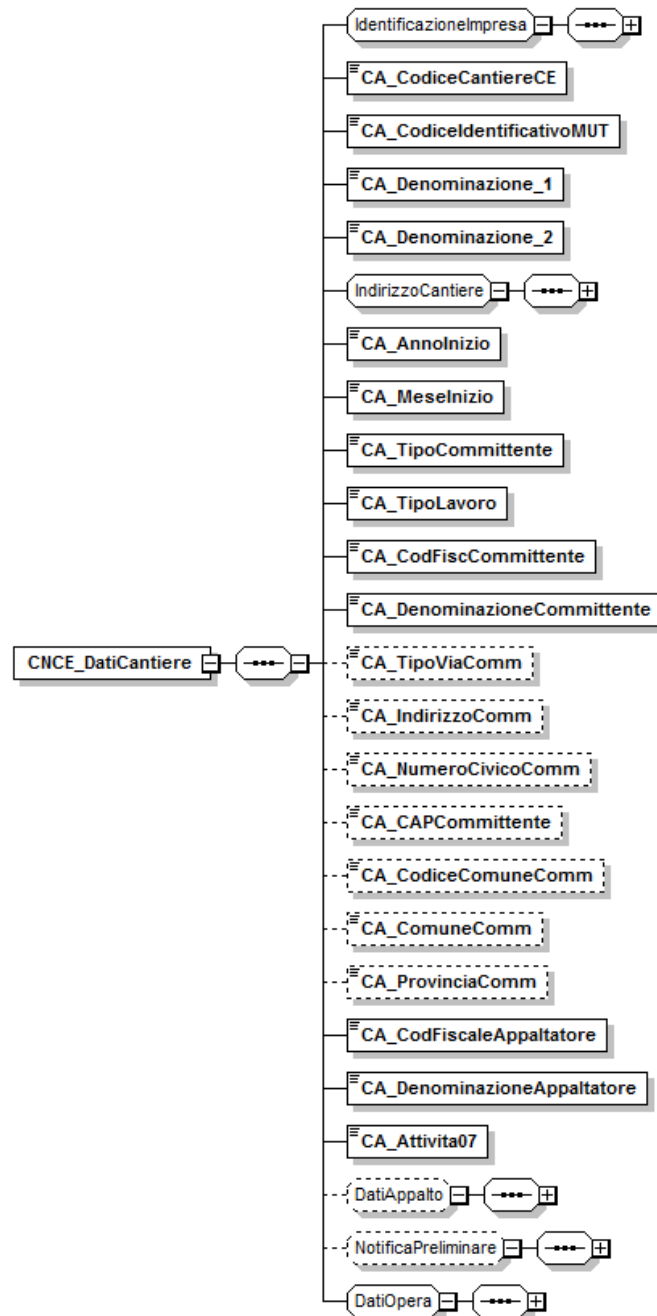 IdentificazioneImpresa
CA_CodiceCantiereCE
CA_CodiceIdentificativoMUT
CA_Denominazione_1
CA_Denominazione_2
IndirizzoCantiere
CA_AnnoInizio
CA_MeseInizio
CA_TipoCommittente
CA_TipoLavoro
CA_CodFiscCommittente
CA_DenominazioneCommittente
CNCE_DatiCantiere
CA_TipoViaComm
CA_IndirizzoComm
CA_NumeroCivicoComm
CA_CAPCommittente
CA_CodiceComuneComm
CA_ComuneComm
CA_ProvinciaComm
CA_CodFiscaleAppaltatore
CA_DenominazioneAppaltatore
CA_Attivita07
DatiAppalto
NotificaPreliminare
DatiOpera